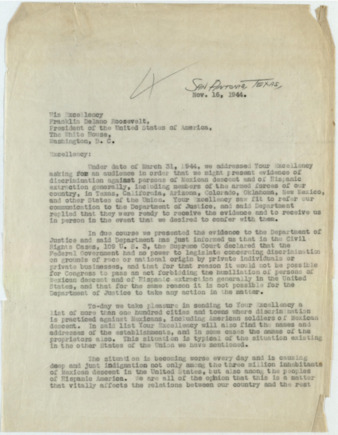 4
San Antonio Texas,
Nov. 16, 1944.
His Excellency
Franklin Delano Roosevelt,
President of the United States of America,
The White House,
Washington, D. C.
Excellency:
Under date of March 31, 1944, we addressed Your Excellency
asking for an audience in order that we might present evidence of
discrimination against persons of Mexican descent and of Hispanic
extraction generally, including members of the armed forces of our
country, in Texas, California, Arizona, Colorado, Oklahoma, New Mexico,
and other States of the Union. Your Excellency saw fit to refer our
communication to the Department of Justice, and said Department
replied that they were ready to receive the evidence and to receive us
in person in the event that we desired to confer with them.
In due course we presented the evidence to the Department of
Justice and said Department has just informed us that in the Civil
Rights Cases, 109 U. S. 3, the Supreme Court declared that the
Federal Government had no power to legislate concerning discrimination
on grounds of race or national origin by private individuals or
private businesses, and that for that reason it would not be possible
for Congress to pass an act forbidding the humiliation of persons of
Mexican descent and of Hispanic extraction generally in the United
States, and that for the same reason it is not possible for the
Department of Justice to take any action in the matter.
To-day we take pleasure in sending to Your Excellency a
list of more than one hundred cities and towns where discrimination
is practiced against Mexicans, including American soldiers of Mexican
descent. In said list Your Excellency will also find the names and
addresses of the establishments, and in some cases the names of the
proprietors also. This situation is typical of the situation existing
in the other States of the Union we have mentioned.
The situation is becoming worse every day and is causing
deep and just indignation not only among the three million inhabitants
of Mexican descent in the United States, but also among the peoples
of Hispanic America. We are all of the opinion that this is a matter
that vitally affects the relations between our country and the rest